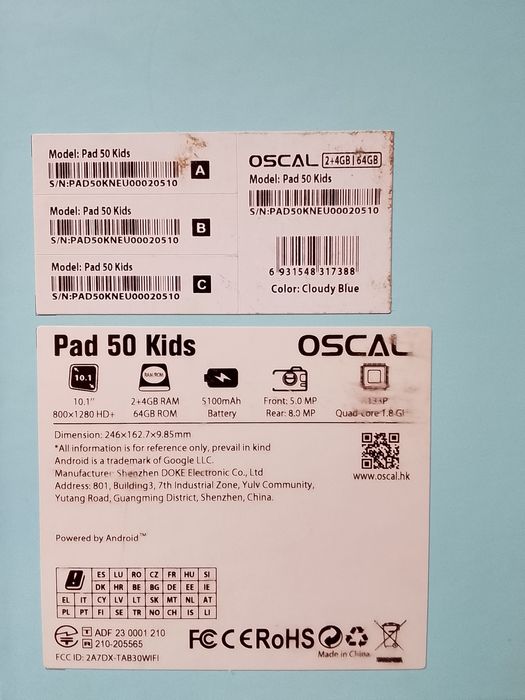 Model: Pad 50 Kids
S/N:PAD50KNEU00020510
A
Model: Pad 50 Kids
S/N:PAD50KNEU00020510
B
Model: Pad 50 Kids
S/N:PAD50KNEU00020510
C
OSCAL 2+4GB|64GB
Model: Pad 50 Kids
S/N:PAD50KNEU00020510
6 931548 317388
Color: Cloudy Blue
Pad 50 Kids OSCAL
10.1 RAM+ROM
10.1" 2+4GB RAM 5100mAh Front: 5.0 MP
800×1280 HD+ 64GB ROM Battery Rear: 8.0 MP Quad-core 1.8
Dimension: 246×162.7×9.85mm
*All information is for reference only, prevail in kind
Android is a trademark of Google LLC.
Manufacturer: Shenzhen DOKE Electronic Co., Ltd
Address: 801, Building3, 7th Industrial Zone, Yulv Community,
Yutang Road, Guangming District, Shenzhen, China.
www.oscal.hk
Powered by Android™
ES LU RO CZ FR HU SI
DK HR BE BG DE EE IE
EL IT CY LV LT SK MT NL AT
PL PT FI SE TR NO CH IS LI
T ADF 23 0001 210
R 210-205565
FCC ID: 2A7DX-TAB30WIFI
FC CE RoHS
Made in China